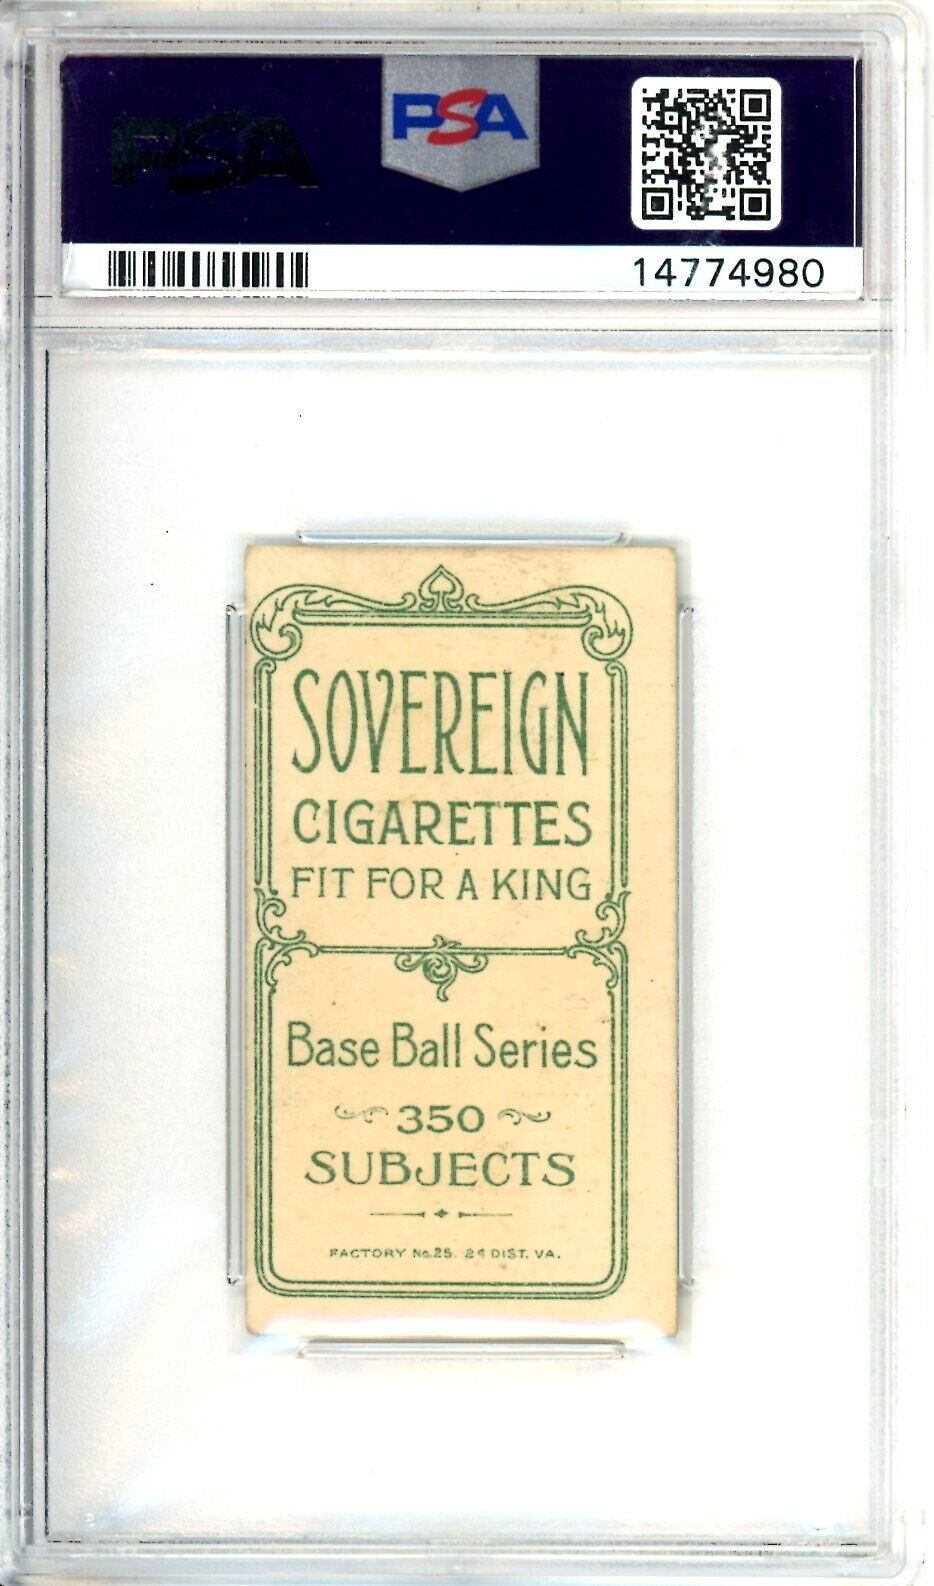 PSA
PSA
14774980
SOVEREIGN
CIGARETTES
FIT FOR A KING
Base Ball Series
350
SUBJECTS
FACTORY No. 25. 2d DIST. VA.